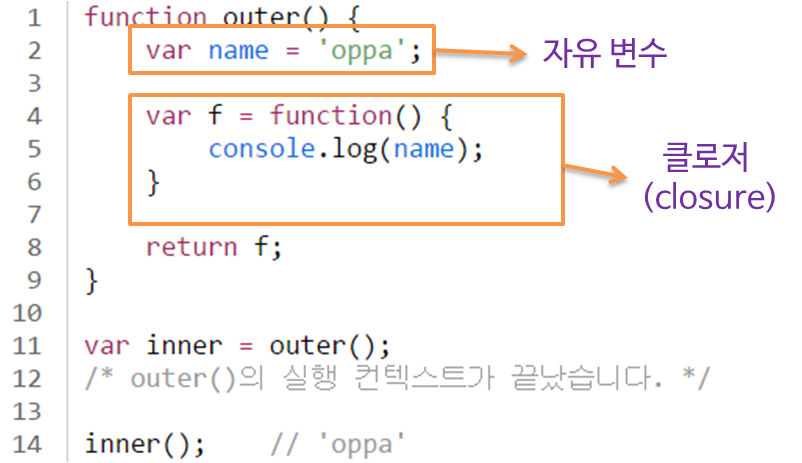 1 function outer() {
2 var name = 'oppa';
자유 변수
3
4 var f = function() {
5 console.log(name);
6 }
클로저
(closure)
7
8 return f;
9 }
10
11 var inner = outer();
12 /* outer()의 실행 컨텍스트가 끝났습니다. */
13
14 inner(); // 'oppa'